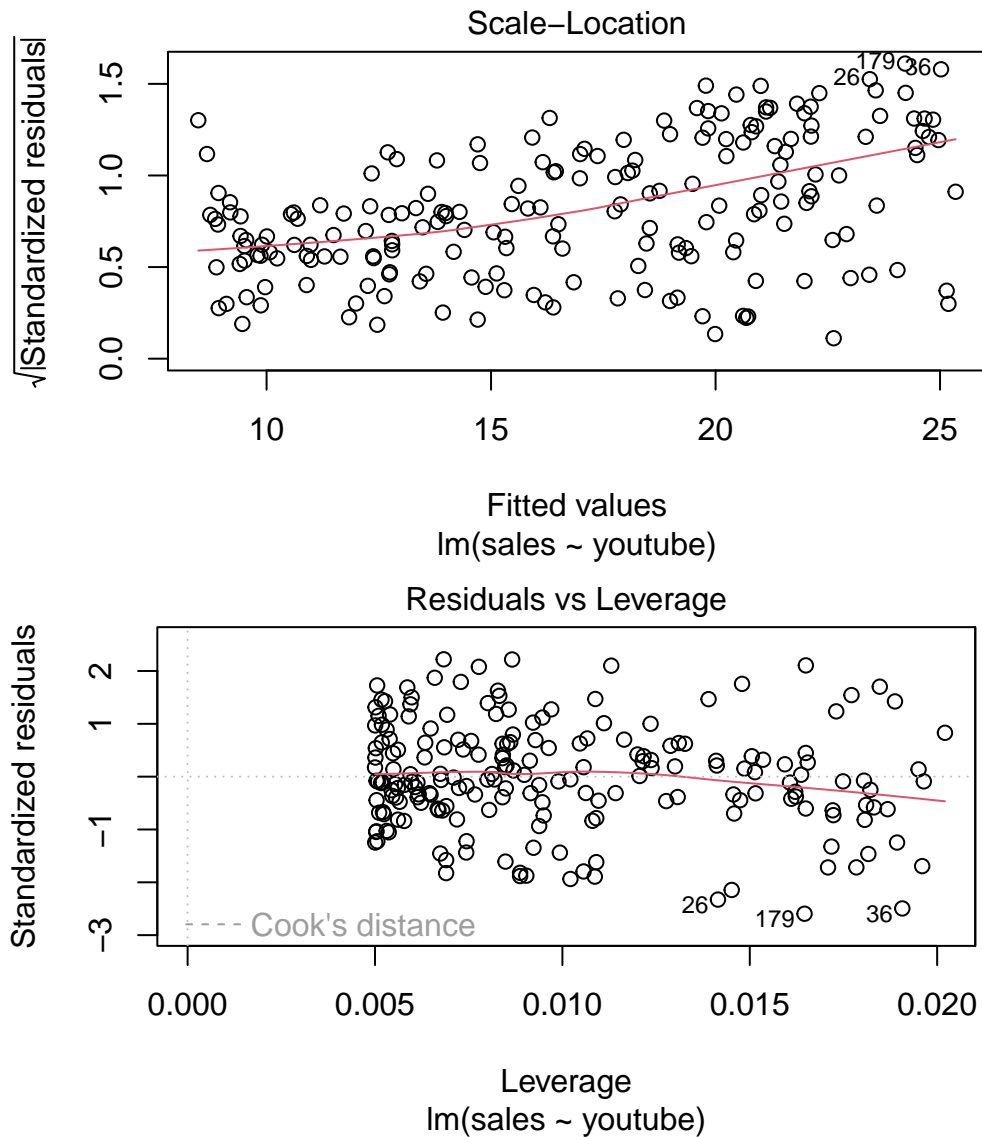 Scale−Location
√|Standardized residuals|
0.0 0.5 1.0 1.5
179 36
26
10 15 20 25
Fitted values
lm(sales ~ youtube)
Residuals vs Leverage
Standardized residuals
−3 −1 1 2
26
179
36
Cook's distance
0.000 0.005 0.010 0.015 0.020
Leverage
lm(sales ~ youtube)